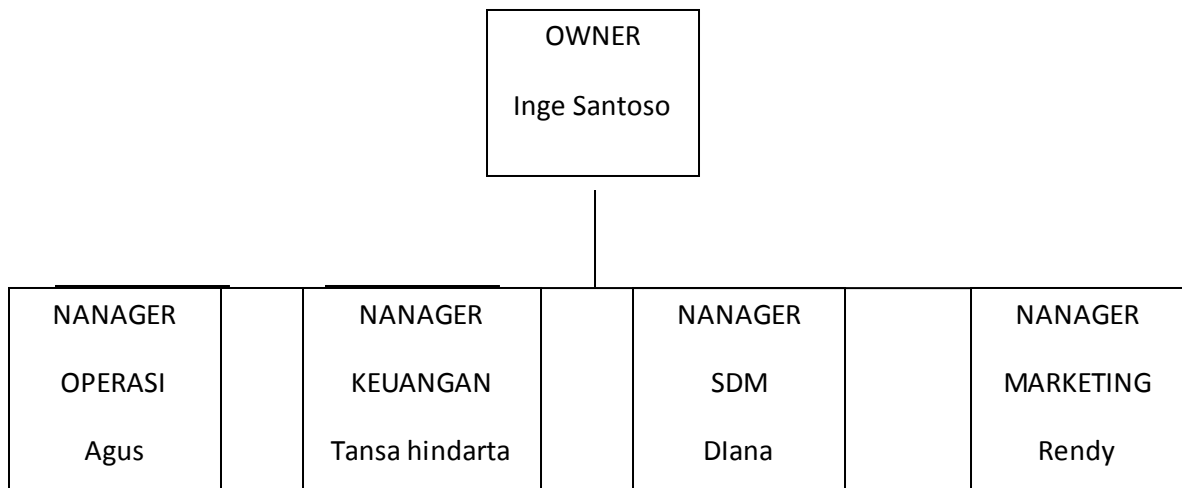 OWNER
Inge Santoso
NANAGER
OPERASI
Agus
NANAGER
KEUANGAN
Tansa hindarta
NANAGER
SDM
DIana
NANAGER
MARKETING
Rendy